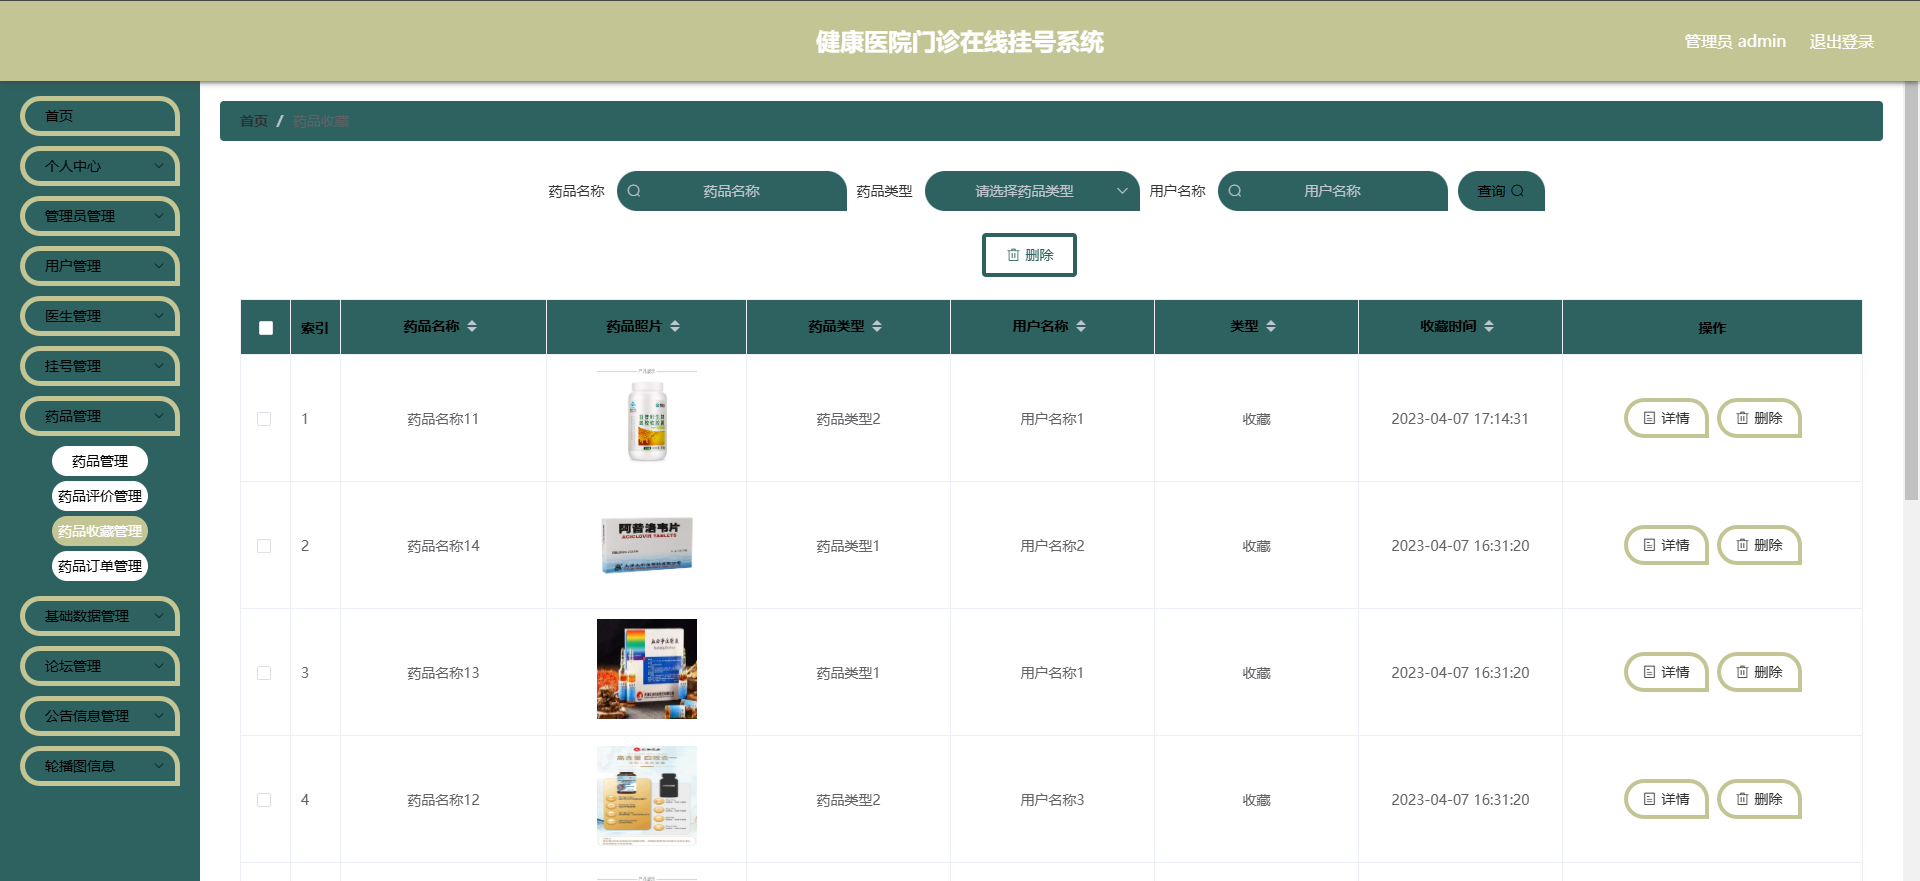 健康医院门诊在线挂号系统
管理员 admin 退出登录
首页
个人中心
管理员管理
用户管理
医生管理
挂号管理
药品管理
药品管理
药品评价管理
药品收藏管理
药品订单管理
基础数据管理
论坛管理
公告信息管理
轮播图信息
首页 / 药品收藏
药品名称 药品名称 药品类型 请选择药品类型 用户名称 用户名称 查询
删除
索引 药品名称 药品照片 药品类型 用户名称 类型 收藏时间 操作
1 药品名称11 药品类型2 用户名称1 收藏 2023-04-07 17:14:31 详情 删除
2 药品名称14 药品类型1 用户名称2 收藏 2023-04-07 16:31:20 详情 删除
阿昔洛韦片
ACICLOVIR TABLETS
3 药品名称13 药品类型1 用户名称1 收藏 2023-04-07 16:31:20 详情 删除
4 药品名称12 药品类型2 用户名称3 收藏 2023-04-07 16:31:20 详情 删除